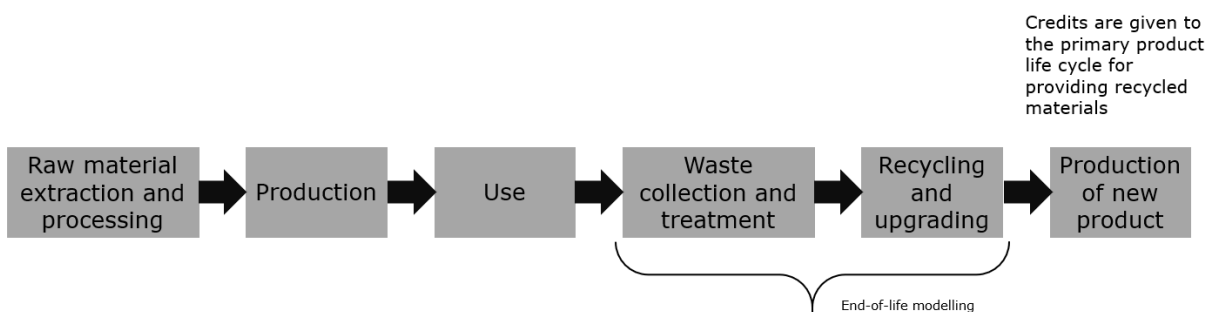 Credits are given to
the primary product
life cycle for
providing recycled
materials
Raw material
extraction and
processing
Production
Use
Waste
collection and
treatment
Recycling
and
upgrading
Production
of new
product
End-of-life modelling